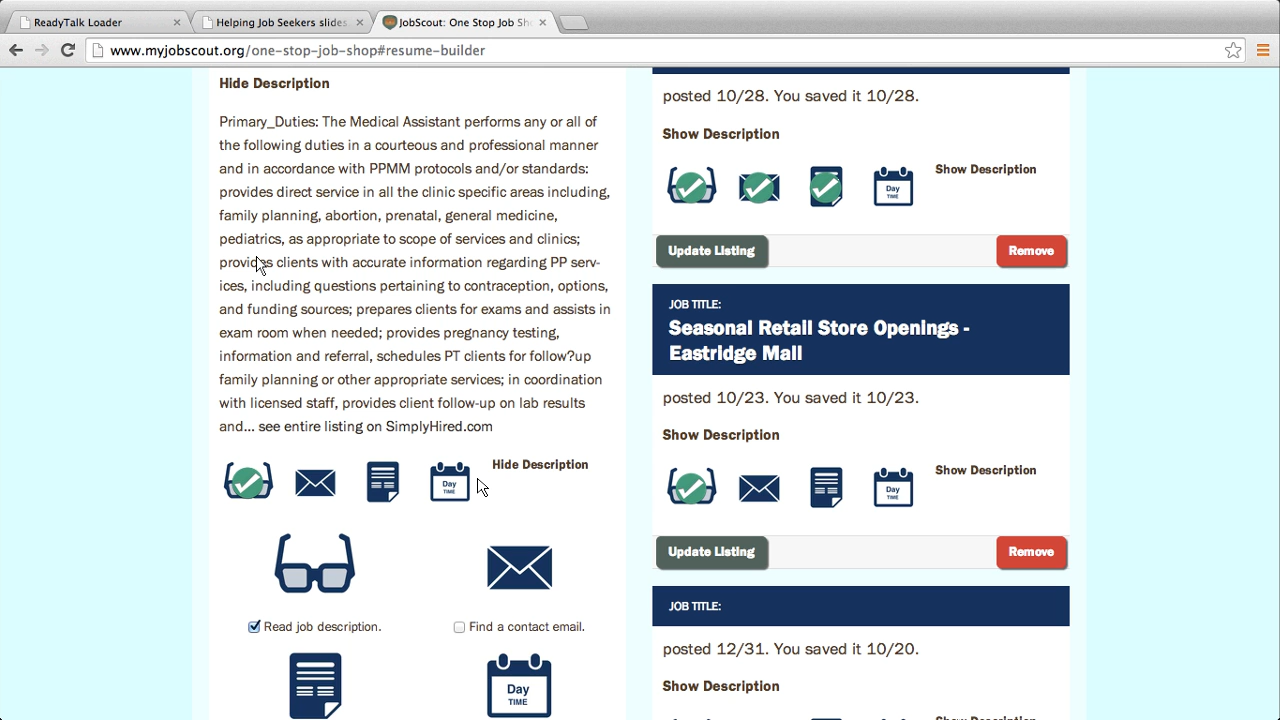 ReadyTalk Loader
Helping Job Seekers slides
JobScout: One Stop Job Sh
www.myjobscout.org/one-stop-job-shop#resume-builder
Hide Description
Primary_Duties: The Medical Assistant performs any or all of
the following duties in a courteous and professional manner
and in accordance with PPMM protocols and/or standards:
provides direct service in all the clinic specific areas including,
family planning, abortion, prenatal, general medicine,
pediatrics, as appropriate to scope of services and clinics;
provides clients with accurate information regarding PP serv-
ices, including questions pertaining to contraception, options,
and funding sources; prepares clients for exams and assists in
exam room when needed; provides pregnancy testing,
information and referral, schedules PT clients for follow?up
family planning or other appropriate services; in coordination
with licensed staff, provides client follow-up on lab results
and... see entire listing on SimplyHired.com
Day
TIME
Hide Description
Read job description.
Find a contact email.
Day
TIME
posted 10/28. You saved it 10/28.
Show Description
Day
TIME
Show Description
Update Listing
Remove
JOB TITLE:
Seasonal Retail Store Openings -
Eastridge Mall
posted 10/23. You saved it 10/23.
Show Description
Day
TIME
Show Description
Update Listing
Remove
JOB TITLE:
posted 12/31. You saved it 10/20.
Show Description
Show Description